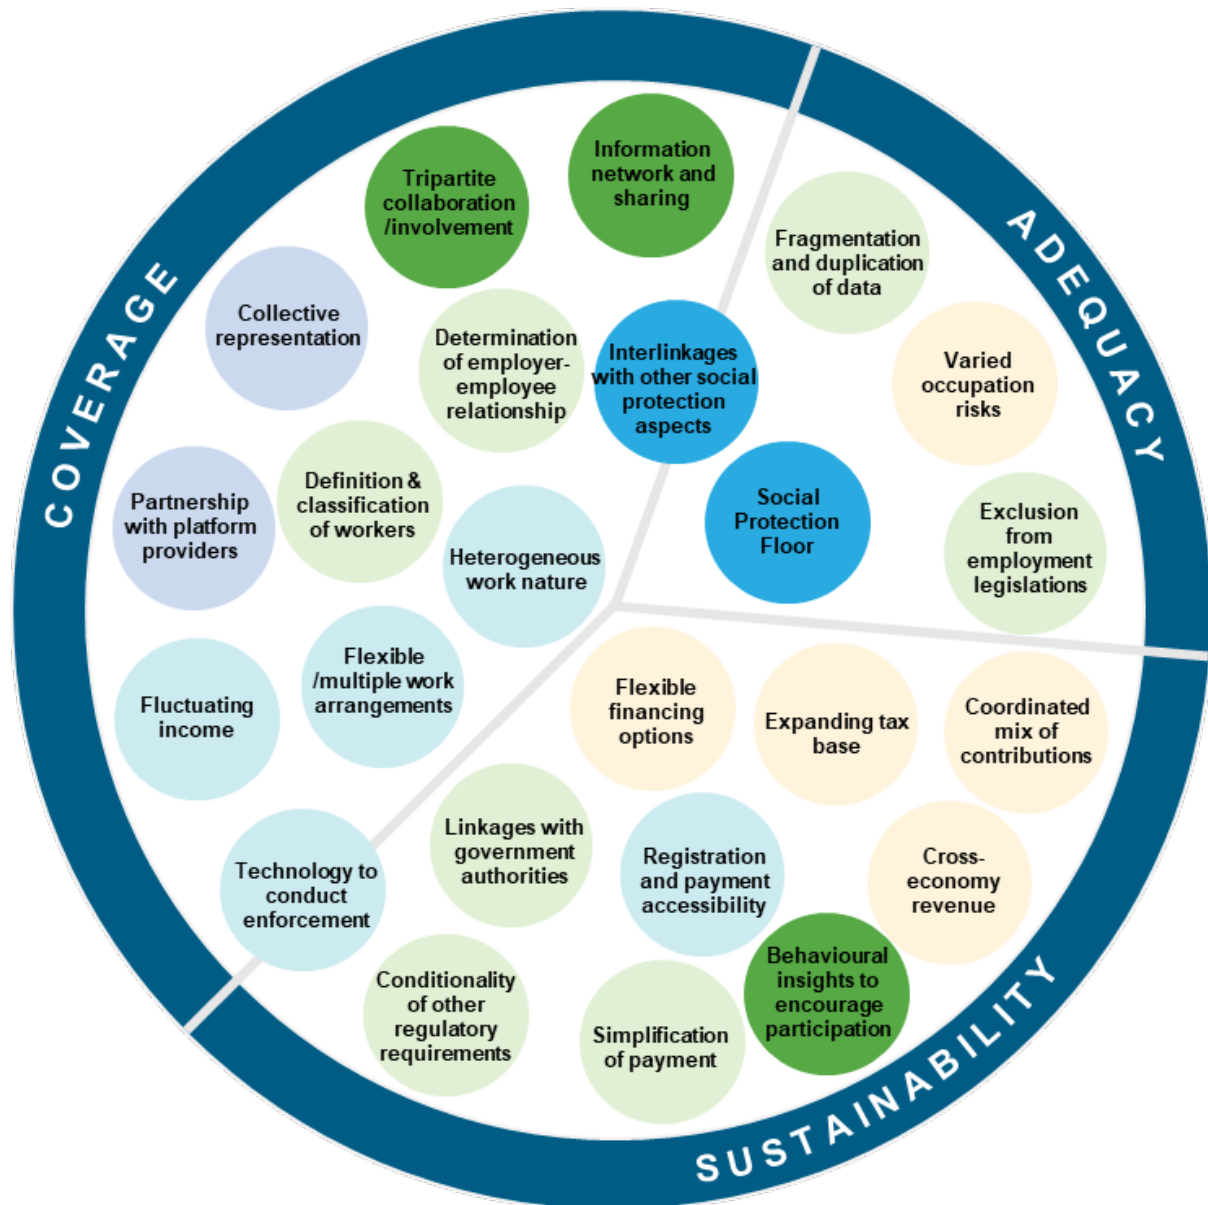 COVERAGE
ADEQUACY
SUSTAINABILITY
Information
network and
sharing
Tripartite
collaboration
/involvement
Collective
representation
Determination
of employer-
employee
relationship
Interlinkages
with other social
protection
aspects
Fragmentation
and duplication
of data
Varied
occupation
risks
Partnership
with platform
providers
Definition &
classification
of workers
Heterogeneous
work nature
Social
Protection
Floor
Exclusion
from
employment
legislations
Fluctuating
income
Flexible
/multiple work
arrangements
Flexible
financing
options
Expanding tax
base
Coordinated
mix of
contributions
Technology to
conduct
enforcement
Linkages with
government
authorities
Registration
and payment
accessibility
Cross-
economy
revenue
Conditionality
of other
regulatory
requirements
Simplification
of payment
Behavioural
insights to
encourage
participation